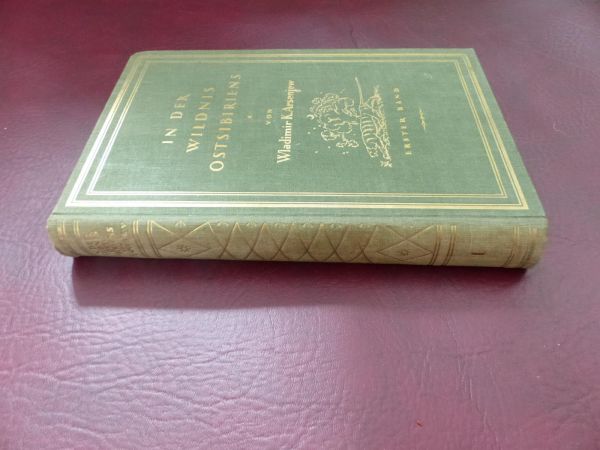 IN DER
WILDNIS
OSTSIBIRIENS
VON
Wladimir K. Arsenjew
ERSTER BAND
I